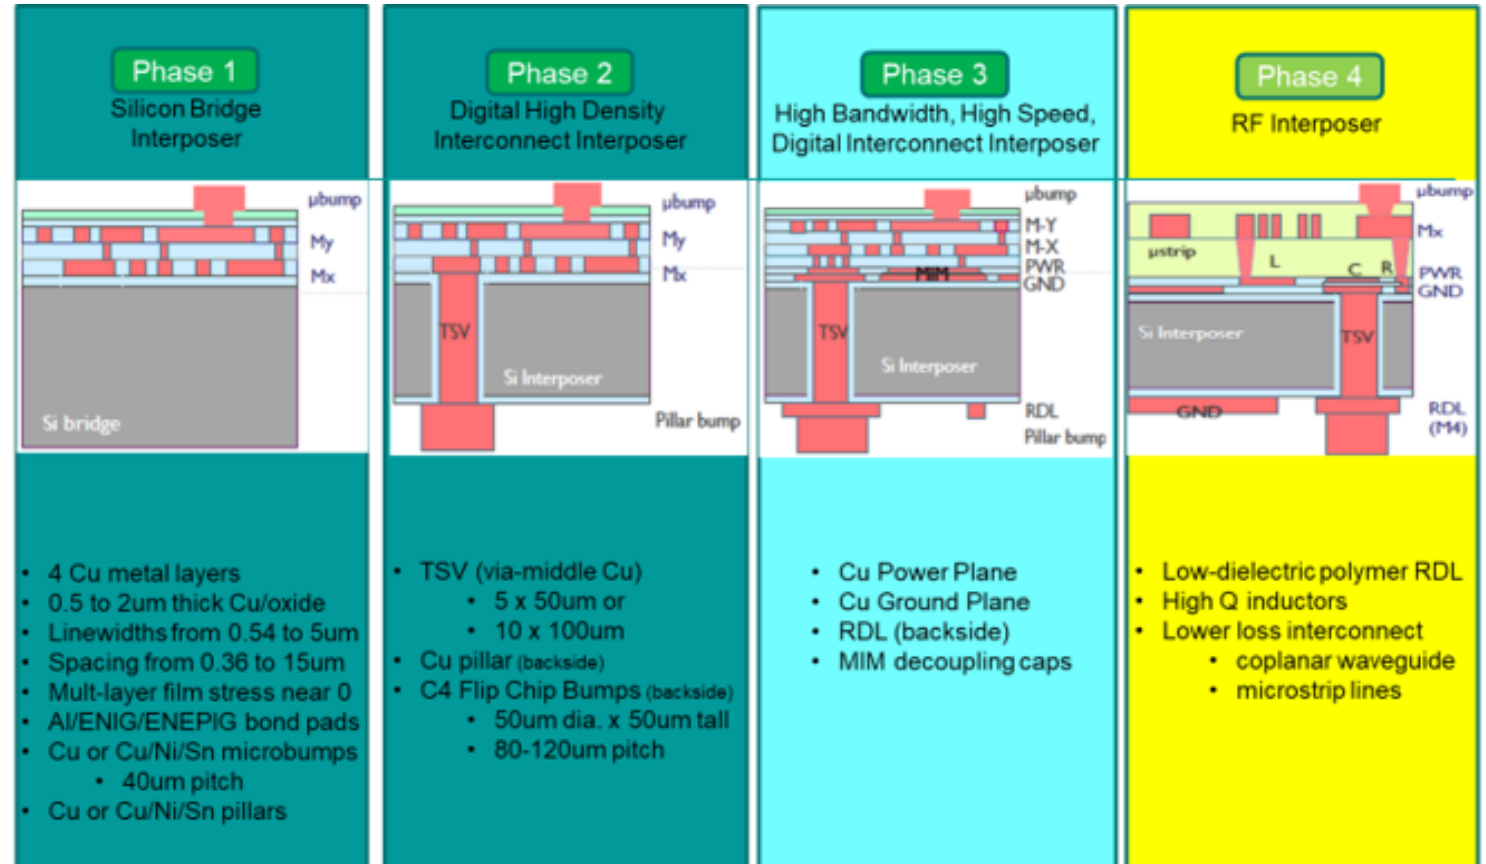 Phase 1
Silicon Bridge
Interposer
µbump
My
Mx
Si bridge
• 4 Cu metal layers
• 0.5 to 2um thick Cu/oxide
• Linewidths from 0.54 to 5um
• Spacing from 0.36 to 15um
• Mult-layer film stress near 0
• Al/ENIG/ENEPIG bond pads
• Cu or Cu/Ni/Sn microbumps
• 40um pitch
• Cu or Cu/Ni/Sn pillars
Phase 2
Digital High Density
Interconnect Interposer
µbump
My
Mx
TSV
Si Interposer
Pillar bump
• TSV (via-middle Cu)
• 5 x 50um or
• 10 x 100um
• Cu pillar (backside)
• C4 Flip Chip Bumps (backside)
• 50um dia. x 50um tall
• 80-120um pitch
Phase 3
High Bandwidth, High Speed,
Digital Interconnect Interposer
µbump
M-Y
M-X
PWR
MIM
GND
TSV
Si Interposer
RDL
Pillar bump
• Cu Power Plane
• Cu Ground Plane
• RDL (backside)
• MIM decoupling caps
Phase 4
RF Interposer
µbump
Mx
µstrip
L
C R
PWR
GND
Si Interposer
TSV
GND
RDL
(M4)
• Low-dielectric polymer RDL
• High Q inductors
• Lower loss interconnect
• coplanar waveguide
• microstrip lines